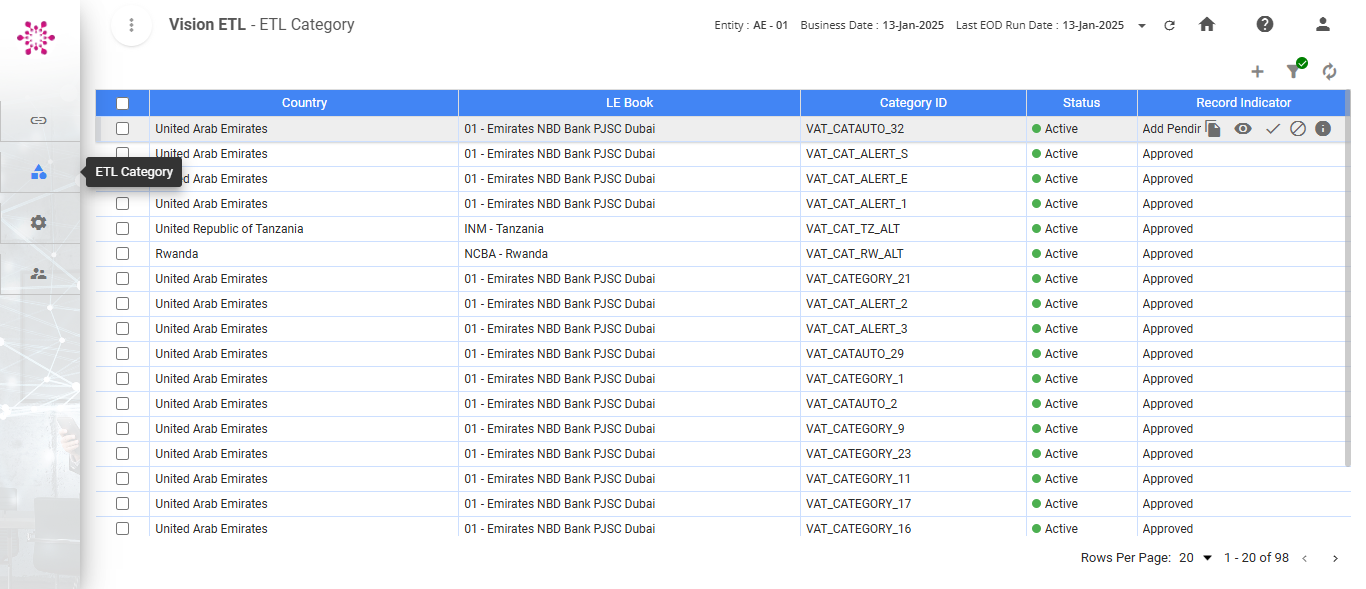 Vision ETL - ETL Category
Entity : AE - 01 Business Date : 13-Jan-2025 Last EOD Run Date : 13-Jan-2025
Country LE Book Category ID Status Record Indicator
United Arab Emirates 01 - Emirates NBD Bank PJSC Dubai VAT_CATAUTO_32 Active Add Pendir
United Arab Emirates 01 - Emirates NBD Bank PJSC Dubai VAT_CAT_ALERT_S Active Approved
ETL Category
d Arab Emirates 01 - Emirates NBD Bank PJSC Dubai VAT_CAT_ALERT_E Active Approved
United Arab Emirates 01 - Emirates NBD Bank PJSC Dubai VAT_CAT_ALERT_1 Active Approved
United Republic of Tanzania INM - Tanzania VAT_CAT_TZ_ALT Active Approved
Rwanda NCBA - Rwanda VAT_CAT_RW_ALT Active Approved
United Arab Emirates 01 - Emirates NBD Bank PJSC Dubai VAT_CATEGORY_21 Active Approved
United Arab Emirates 01 - Emirates NBD Bank PJSC Dubai VAT_CAT_ALERT_2 Active Approved
United Arab Emirates 01 - Emirates NBD Bank PJSC Dubai VAT_CAT_ALERT_3 Active Approved
United Arab Emirates 01 - Emirates NBD Bank PJSC Dubai VAT_CATAUTO_29 Active Approved
United Arab Emirates 01 - Emirates NBD Bank PJSC Dubai VAT_CATEGORY_1 Active Approved
United Arab Emirates 01 - Emirates NBD Bank PJSC Dubai VAT_CATAUTO_2 Active Approved
United Arab Emirates 01 - Emirates NBD Bank PJSC Dubai VAT_CATEGORY_9 Active Approved
United Arab Emirates 01 - Emirates NBD Bank PJSC Dubai VAT_CATEGORY_23 Active Approved
United Arab Emirates 01 - Emirates NBD Bank PJSC Dubai VAT_CATEGORY_11 Active Approved
United Arab Emirates 01 - Emirates NBD Bank PJSC Dubai VAT_CATEGORY_17 Active Approved
United Arab Emirates 01 - Emirates NBD Bank PJSC Dubai VAT_CATEGORY_16 Active Approved
Rows Per Page: 20 1 - 20 of 98